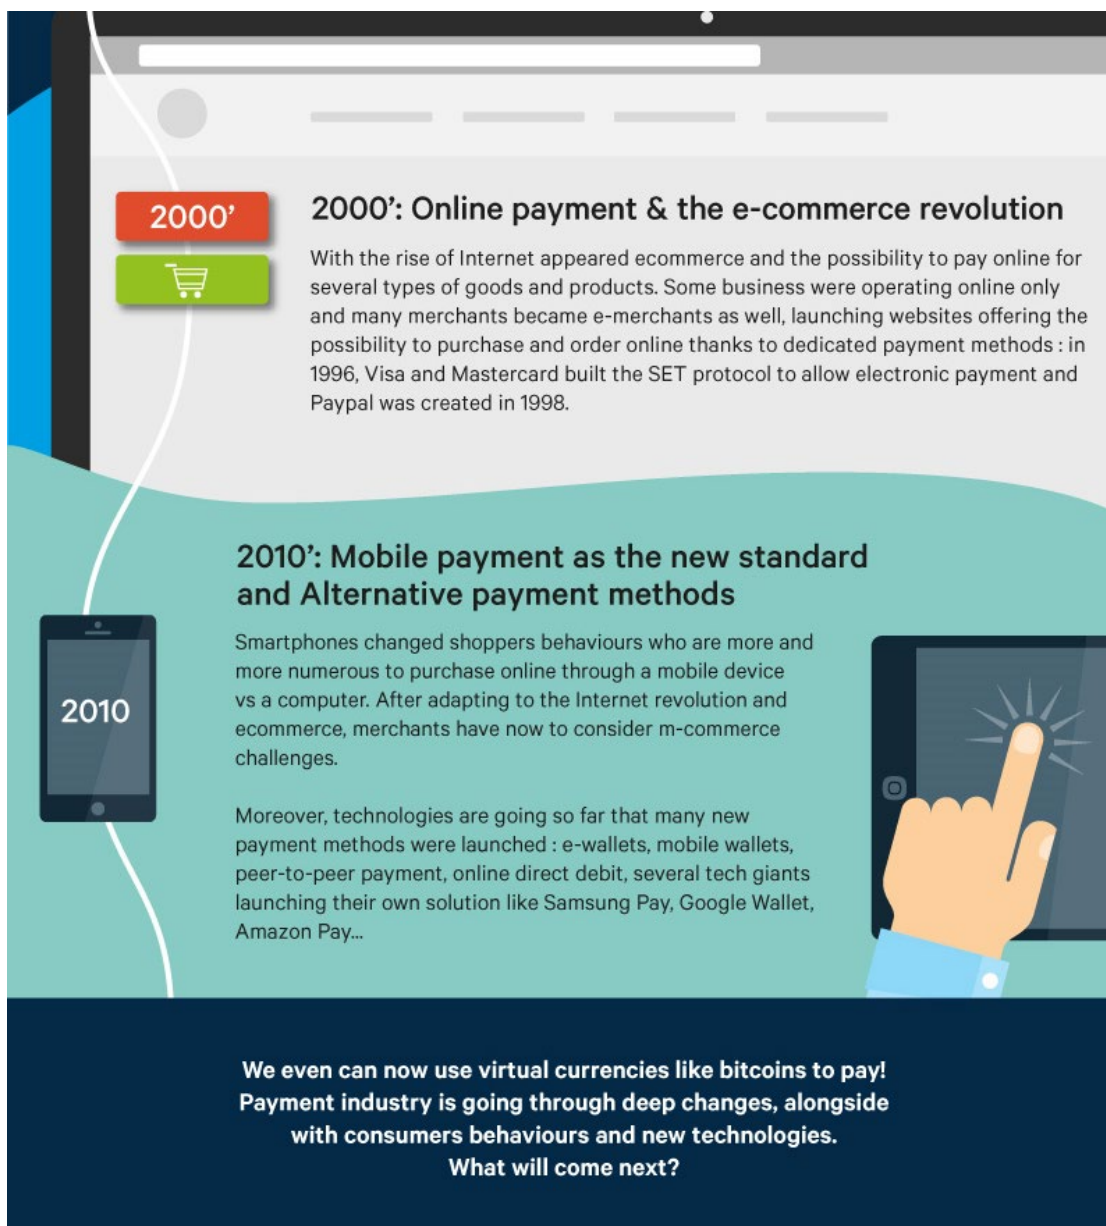 2000’
2000’: Online payment & the e-commerce revolution
With the rise of Internet appeared ecommerce and the possibility to pay online for
several types of goods and products. Some business were operating online only
and many merchants became e-merchants as well, launching websites offering the
possibility to purchase and order online thanks to dedicated payment methods : in
1996, Visa and Mastercard built the SET protocol to allow electronic payment and
Paypal was created in 1998.
2010’: Mobile payment as the new standard
and Alternative payment methods
2010
Smartphones changed shoppers behaviours who are more and
more numerous to purchase online through a mobile device
vs a computer. After adapting to the Internet revolution and
ecommerce, merchants have now to consider m-commerce
challenges.
Moreover, technologies are going so far that many new
payment methods were launched : e-wallets, mobile wallets,
peer-to-peer payment, online direct debit, several tech giants
launching their own solution like Samsung Pay, Google Wallet,
Amazon Pay...
We even can now use virtual currencies like bitcoins to pay!
Payment industry is going through deep changes, alongside
with consumers behaviours and new technologies.
What will come next?